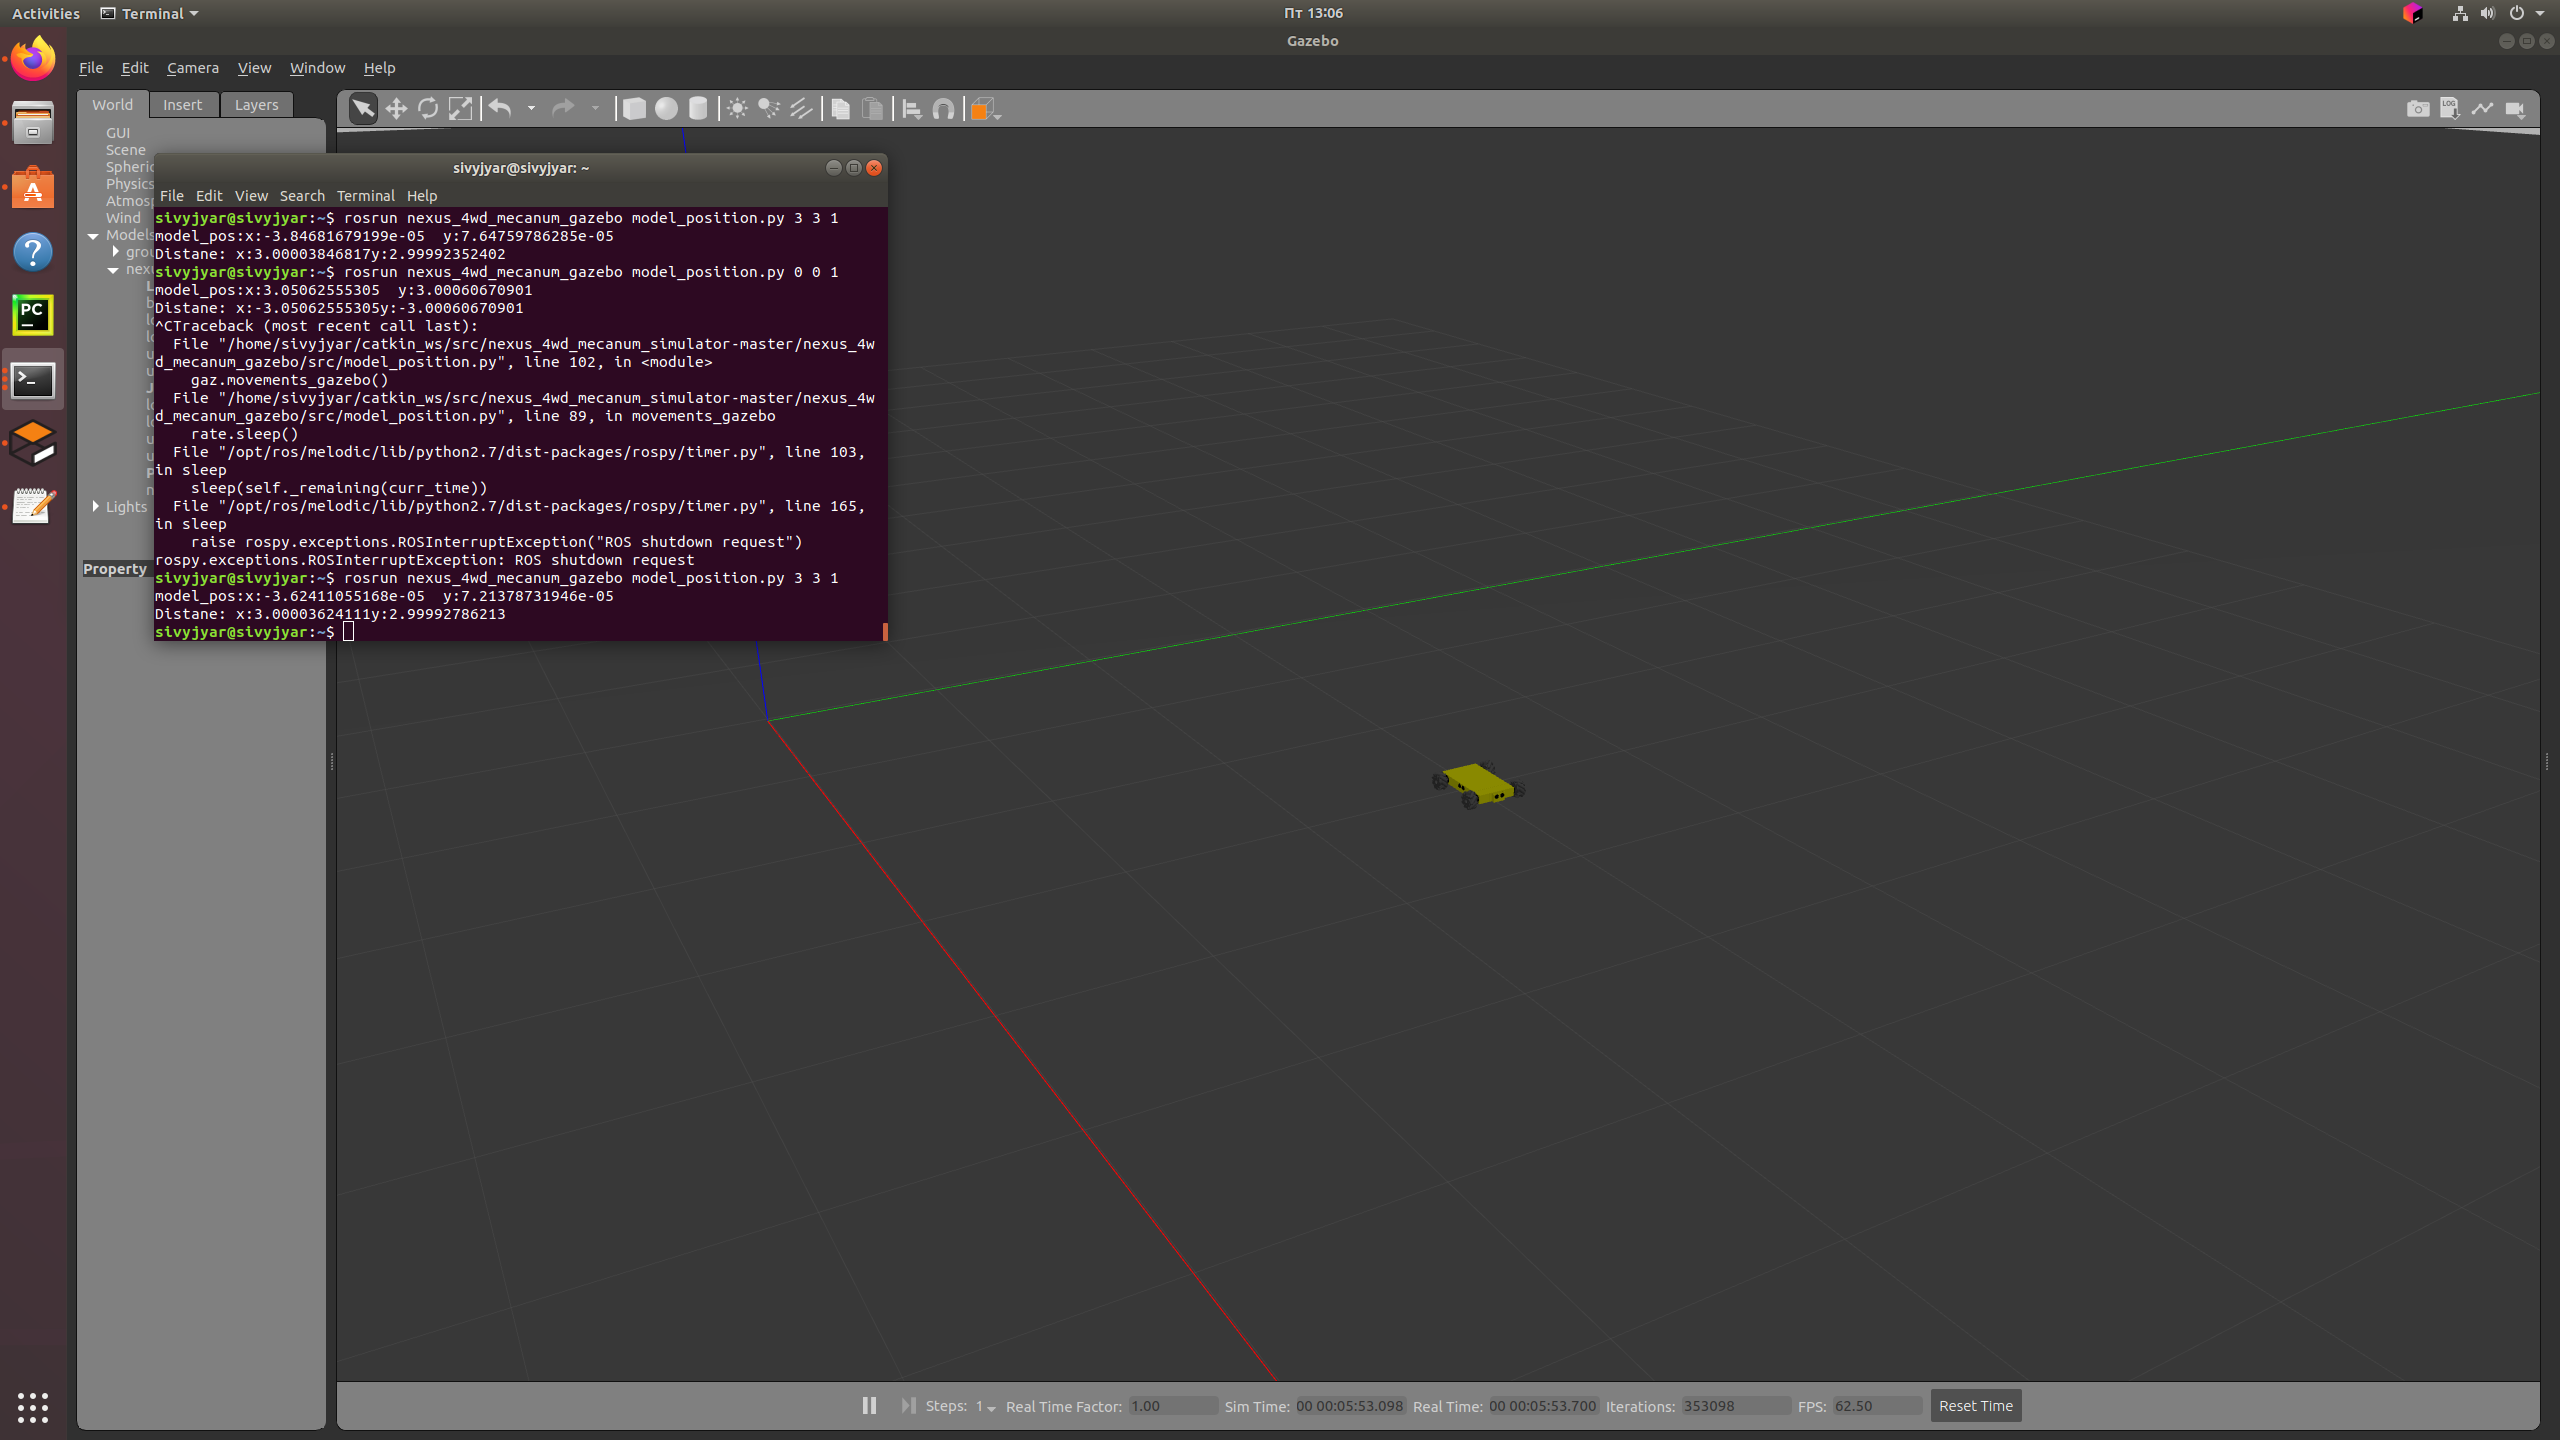 Activities Terminal Пт 13:06
Gazebo
File Edit Camera View Window Help
World Insert Layers
GUI
Scene
Spheric
Physics
Atmosp
Wind
Models
grou
nexu
Lights
Property
LOG
PC
sivyjyar@sivyjyar: ~
File Edit View Search Terminal Help
sivyjyar@sivyjyar:~$ rosrun nexus_4wd_mecanum_gazebo model_position.py 3 3 1
model_pos:x:-3.84681679199e-05  y:7.64759786285e-05
Distane: x:3.00003846817y:2.99992352402
sivyjyar@sivyjyar:~$ rosrun nexus_4wd_mecanum_gazebo model_position.py 0 0 1
model_pos:x:3.05062555305  y:3.00060670901
Distane: x:-3.05062555305y:-3.00060670901
^CTraceback (most recent call last):
  File "/home/sivyjyar/catkin_ws/src/nexus_4wd_mecanum_simulator-master/nexus_4w
d_mecanum_gazebo/src/model_position.py", line 102, in <module>
    gaz.movements_gazebo()
  File "/home/sivyjyar/catkin_ws/src/nexus_4wd_mecanum_simulator-master/nexus_4w
d_mecanum_gazebo/src/model_position.py", line 89, in movements_gazebo
    rate.sleep()
  File "/opt/ros/melodic/lib/python2.7/dist-packages/rospy/timer.py", line 103,
in sleep
    sleep(self._remaining(curr_time))
  File "/opt/ros/melodic/lib/python2.7/dist-packages/rospy/timer.py", line 165,
in sleep
    raise rospy.exceptions.ROSInterruptException("ROS shutdown request")
rospy.exceptions.ROSInterruptException: ROS shutdown request
sivyjyar@sivyjyar:~$ rosrun nexus_4wd_mecanum_gazebo model_position.py 3 3 1
model_pos:x:-3.62411055168e-05  y:7.21378731946e-05
Distane: x:3.00003624111y:2.99992786213
sivyjyar@sivyjyar:~$
Steps: 1 Real Time Factor: 1.00 Sim Time: 00 00:05:53.098 Real Time: 00 00:05:53.700 Iterations: 353098 FPS: 62.50 Reset Time